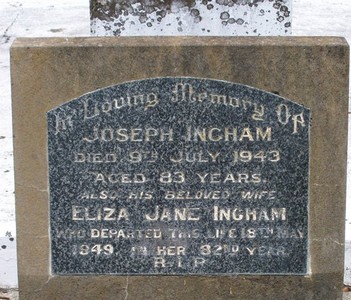 In Loving Memory Of
JOSEPH INGHAM
DIED 9TH JULY, 1943
AGED 83 YEARS.
ALSO HIS BELOVED WIFE
ELIZA JANE INGHAM
WHO DEPARTED THIS LIFE 18TH MAY
1949, IN HER 82ND YEAR.
R.I.P.